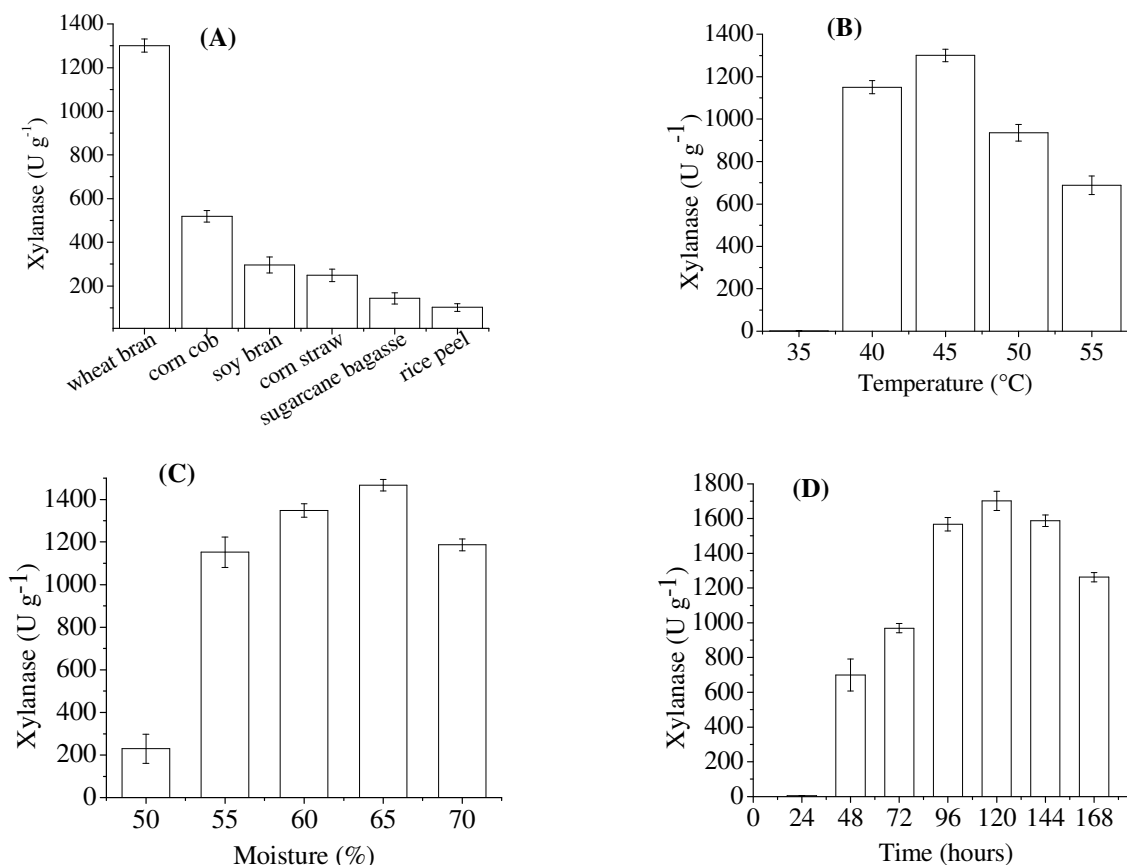 (A)
Xylanase (U g-1)
1400
1200
1000
800
600
400
200
wheat bran
corn cob
soy bran
corn straw
sugarcane bagasse
rice peel
(B)
Xylanase (U g-1)
1400
1200
1000
800
600
400
200
0
35 40 45 50 55
Temperature (°C)
(C)
Xylanase (U g-1)
1400
1200
1000
800
600
400
200
0
50 55 60 65 70
Moisture (%)
(D)
Xylanase (U g-1)
1800
1600
1400
1200
1000
800
600
400
200
0
0 24 48 72 96 120 144 168
Time (hours)